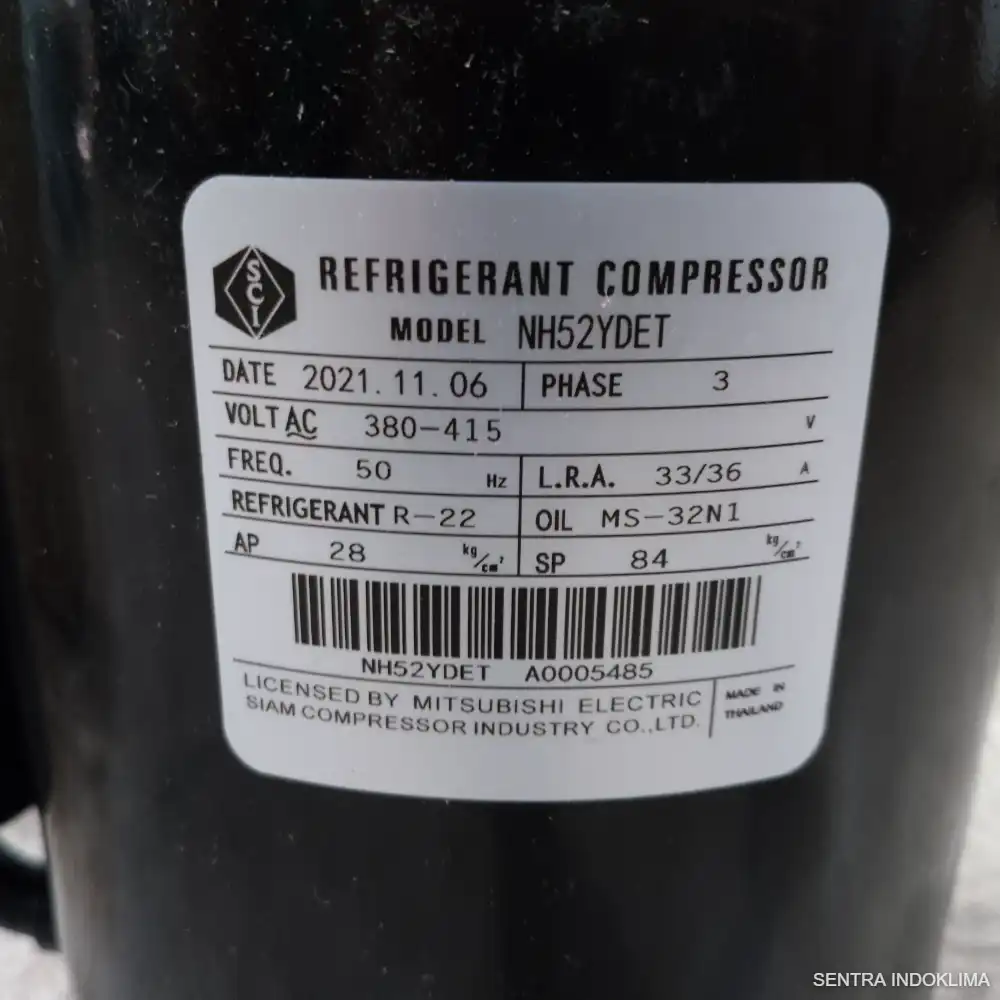 SCI
REFRIGERANT COMPRESSOR
MODEL NH52YDET
DATE 2021.11.06 PHASE 3
VOLT AC 380-415 V
FREQ. 50 Hz L.R.A. 33/36 A
REFRIGERANT R-22 OIL MS-32N1
AP 28 kg/cm² SP 84 kg/cm²
NH52YDET A0005485
LICENSED BY MITSUBISHI ELECTRIC MADE IN
SIAM COMPRESSOR INDUSTRY CO.,LTD. THAILAND
SENTRA INDOKLIMA